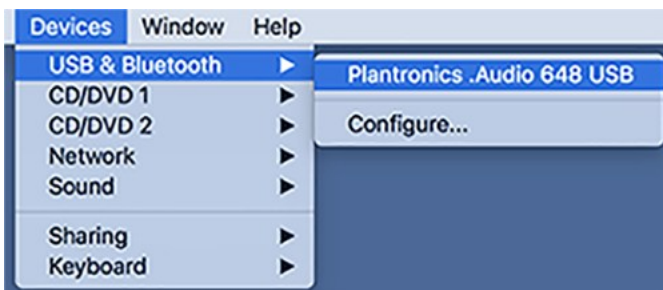 Devices Window Help
USB & Bluetooth
CD/DVD 1
CD/DVD 2
Network
Sound
Sharing
Keyboard
Plantronics .Audio 648 USB
Configure...